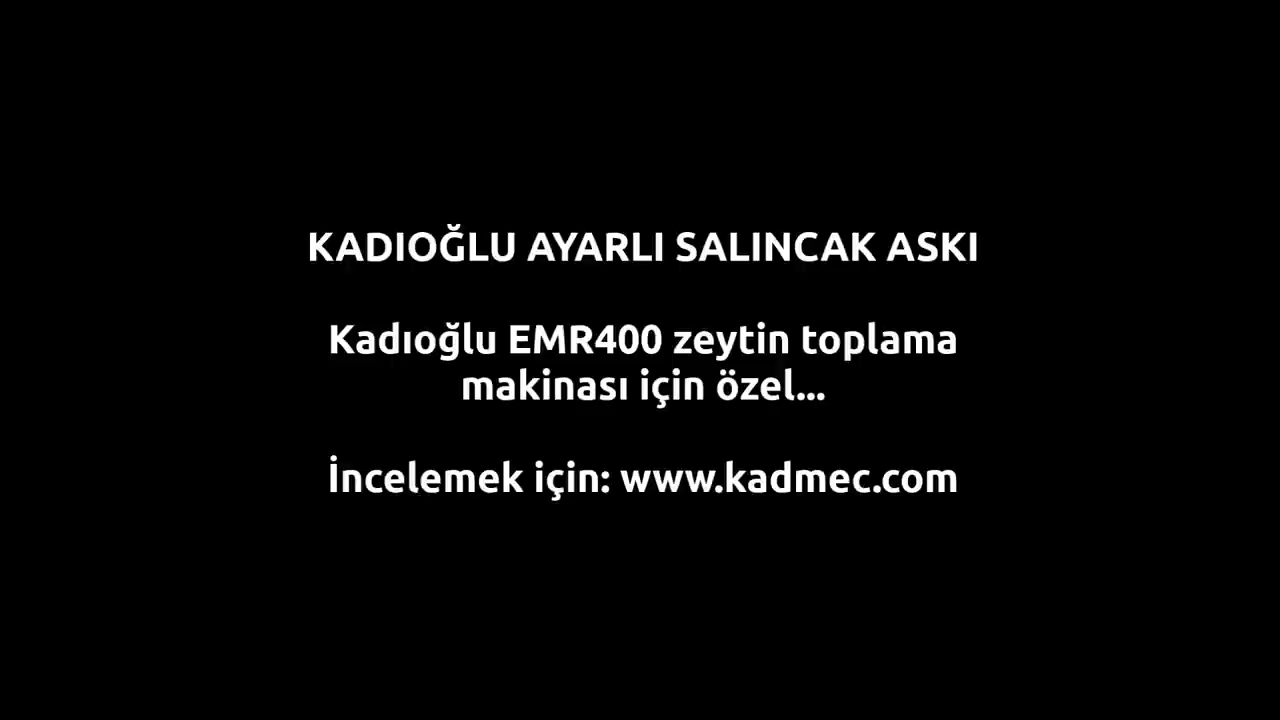 KADIOĞLU AYARLI SALINCAK ASKI
Kadıoğlu EMR400 zeytin toplama
makinası için özel...
İncelemek için: www.kadmec.com